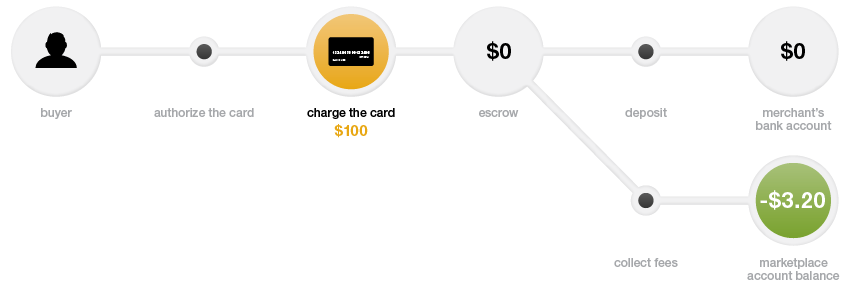 $0
$0
buyer
authorize the card
charge the card
$100
escrow
deposit
merchant's
bank account
-$3.20
collect fees
marketplace
account balance